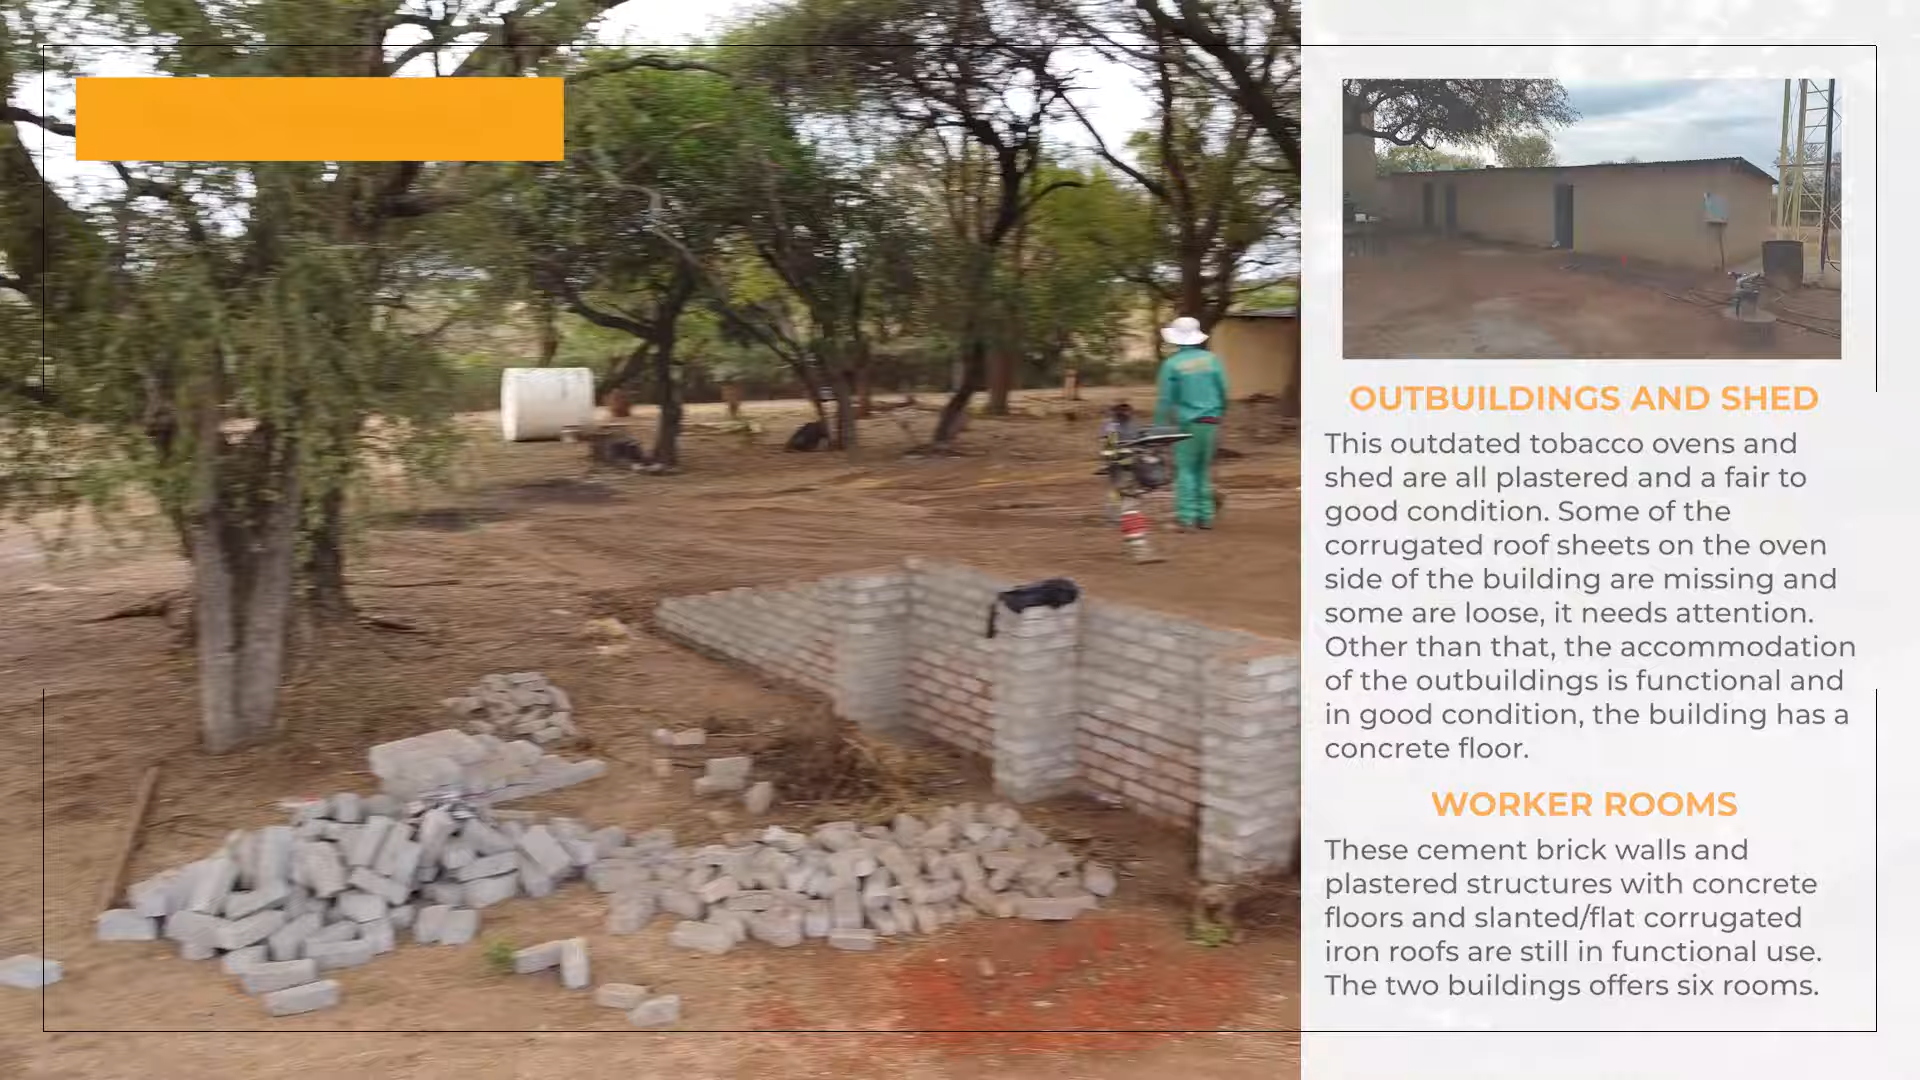 OUTBUILDINGS AND SHED
This outdated tobacco ovens and
shed are all plastered and a fair to
good condition. Some of the
corrugated roof sheets on the oven
side of the building are missing and
some are loose, it needs attention.
Other than that, the accommodation
of the outbuildings is functional and
in good condition, the building has a
concrete floor.
WORKER ROOMS
These cement brick walls and
plastered structures with concrete
floors and slanted/flat corrugated
iron roofs are still in functional use.
The two buildings offers six rooms.